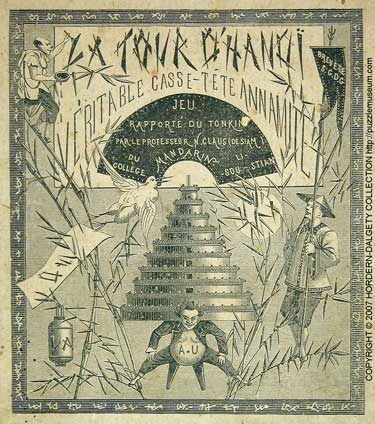 LA TOUR D'HANOÏ
VÉRITABLE CASSE-TÊTE ANNAMITE
BREVETÉ
S.G.D.G.
JEU
RAPPORTÉ DU TONKIN
PAR LE PROFESSEUR N. CLAUS (DE SIAM)
MANDARIN
DU COLLÈGE
LI-SOU-STIAN
A-U
COPYRIGHT © 2007 HORDERN-DALGETY COLLECTION http://puzzlemuseum.com